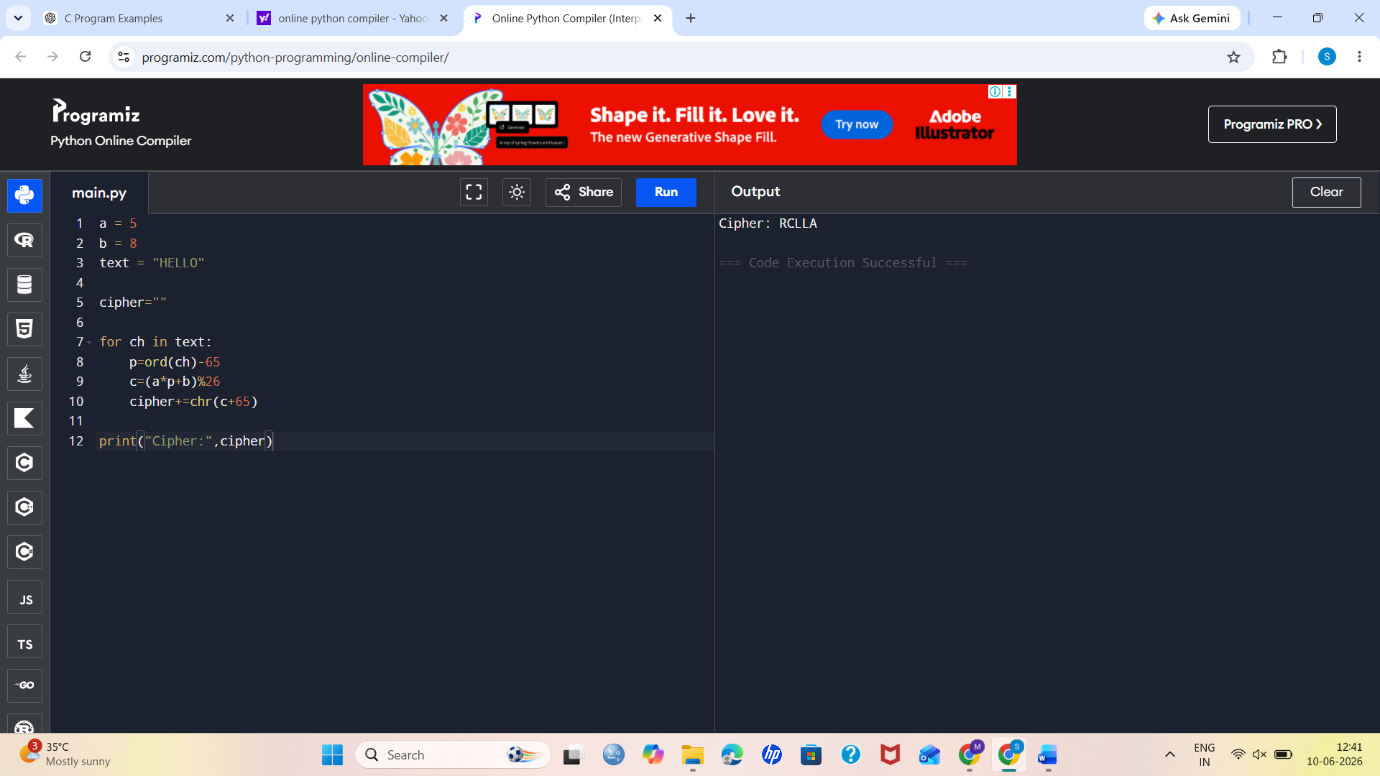 C Program Examples
online python compiler - Yahoo
Online Python Compiler (Interp
Ask Gemini
programiz.com/python-programming/online-compiler/
S
Programiz
Python Online Compiler
Generate
Shape it. Fill it. Love it.
The new Generative Shape Fill.
Try now
Adobe
Illustrator
Programiz PRO >
main.py
Share
Run
Output
Clear
1 a = 5
2 b = 8
3 text = "HELLO"
4
5 cipher=""
6
7 for ch in text:
8 p=ord(ch)-65
9 c=(a*p+b)%26
10 cipher+=chr(c+65)
11
12 print("Cipher:",cipher)
Cipher: RCLLA
=== Code Execution Successful ===
JS
TS
GO
3
35°C
Mostly sunny
Search
hp
M
S
W
ENG
IN
12:41
10-06-2026